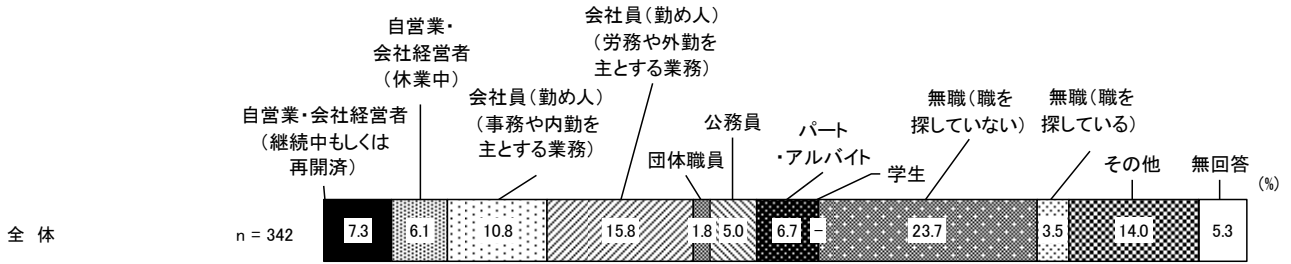 自営業・会社経営者
（継続中もしくは
再開済）
自営業・
会社経営者
（休業中）
会社員（勤め人）
（事務や内勤を
主とする業務）
会社員（勤め人）
（労務や外勤を
主とする業務）
団体職員
公務員
パート
・アルバイト
学生
無職（職を
探していない）
無職（職を
探している）
その他
無回答
(%)
全 体
n = 342
7.3
6.1
10.8
15.8
1.8
5.0
6.7
－
23.7
3.5
14.0
5.3